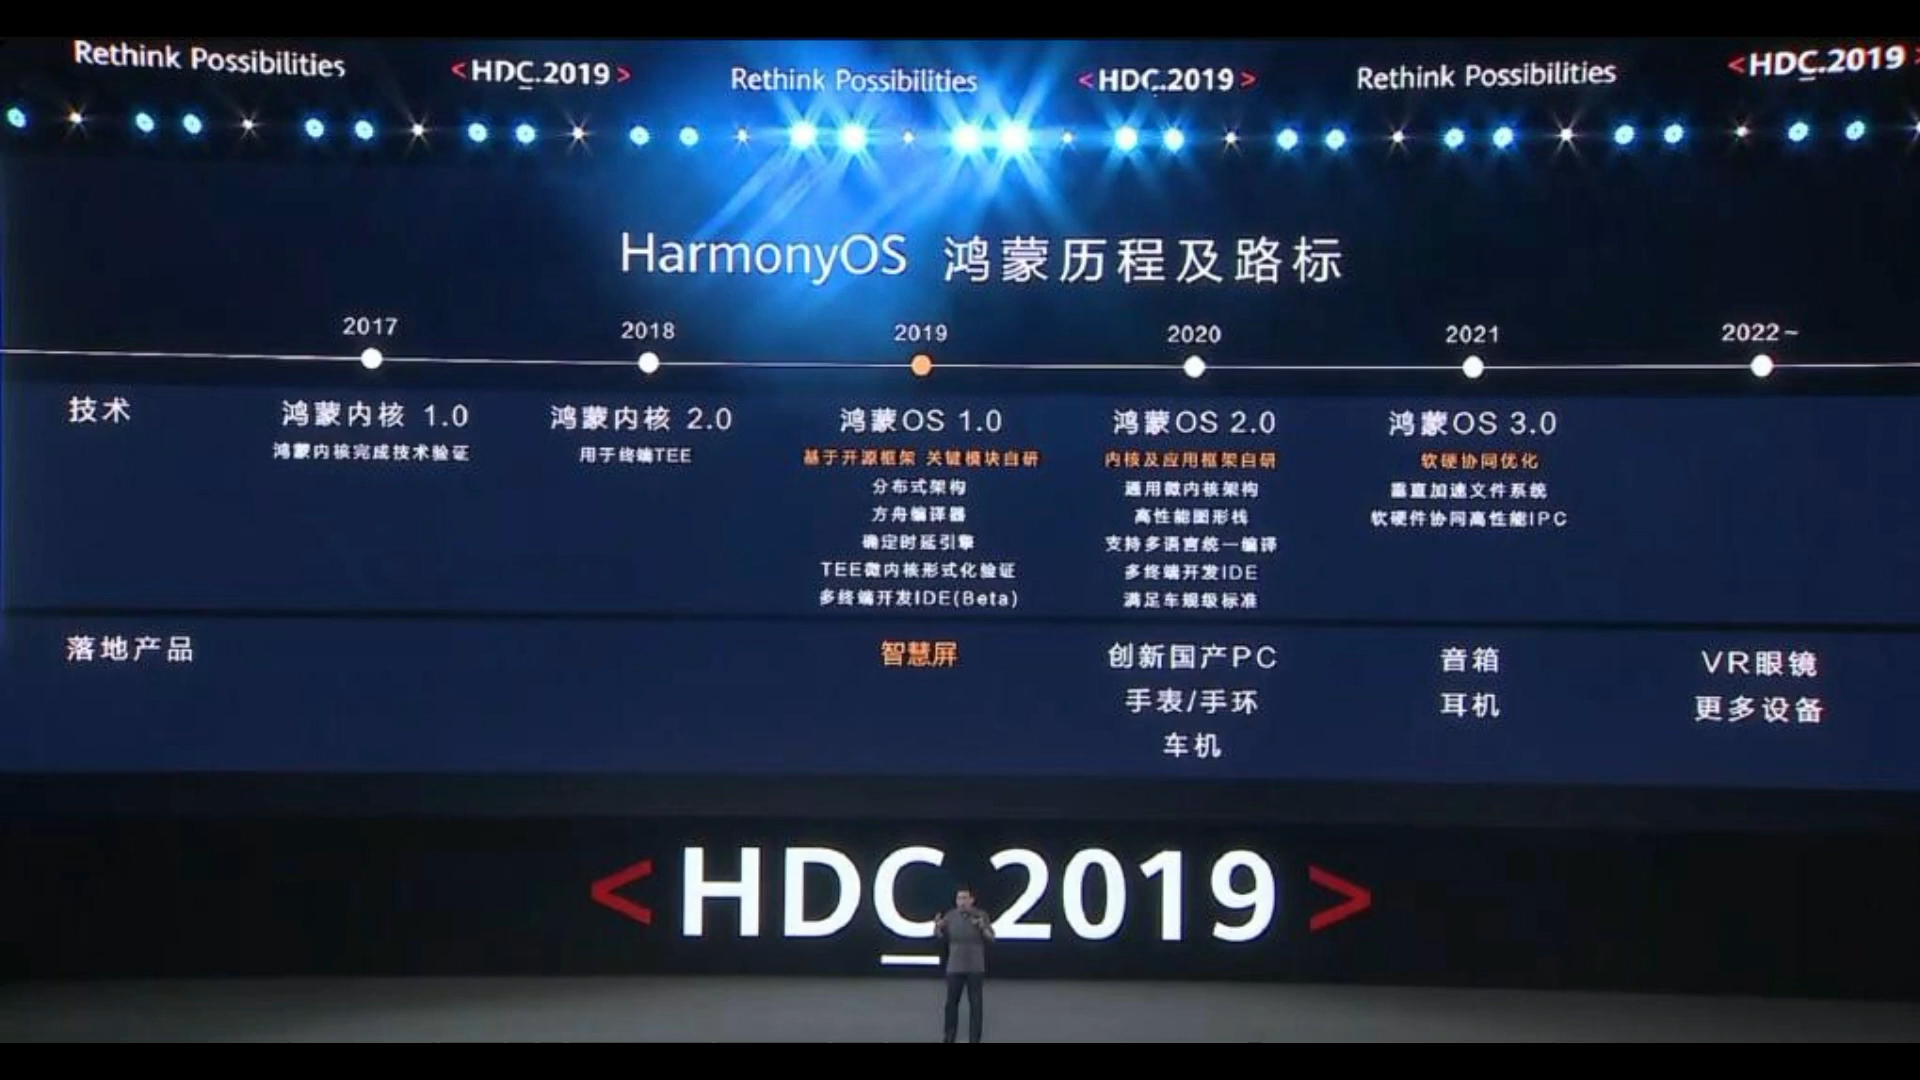 Rethink Possibilities <HDC.2019> Rethink Possibilities <HDC.2019> Rethink Possibilities <HDC.2019>
HarmonyOS 鸿蒙历程及路标
2017 2018 2019 2020 2021 2022~
技术
鸿蒙内核 1.0
鸿蒙内核完成技术验证
鸿蒙内核 2.0
用于终端TEE
鸿蒙OS 1.0
基于开源框架 关键模块自研
分布式架构
方舟编译器
确定时延引擎
TEE微内核形式化验证
多终端开发IDE(Beta)
鸿蒙OS 2.0
内核及应用框架自研
通用微内核架构
高性能图形栈
支持多语言统一编译
多终端开发IDE
满足车规级标准
鸿蒙OS 3.0
软硬协同优化
垂直加速文件系统
软硬件协同高性能IPC
落地产品
智慧屏
创新国产PC
手表/手环
车机
音箱
耳机
VR眼镜
更多设备
<HDC.2019>